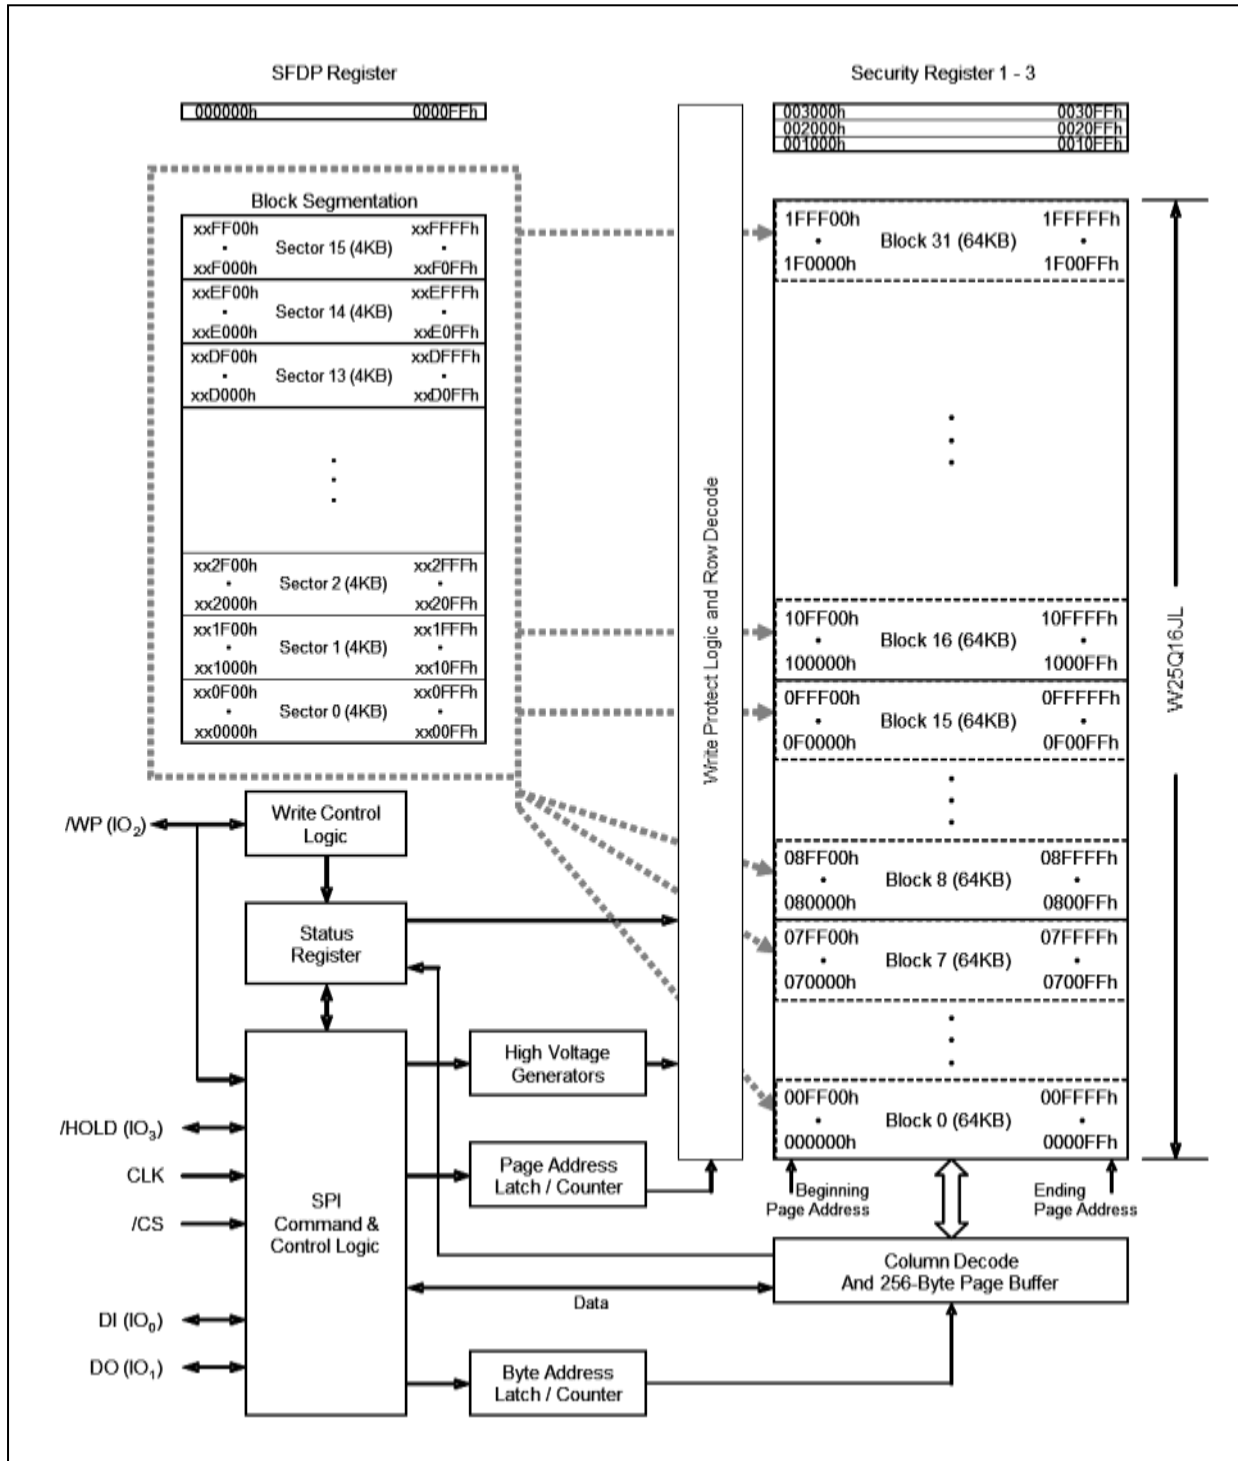 SFDP Register
000000h 0000FFh
Security Register 1 - 3
003000h 0030FFh
002000h 0020FFh
001000h 0010FFh
Block Segmentation
xxFF00h xxFFFFh
Sector 15 (4KB)
xxF000h xxF0FFh
xxEF00h xxEFFFh
Sector 14 (4KB)
xxE000h xxE0FFh
xxDF00h xxDFFFh
Sector 13 (4KB)
xxD000h xxD0FFh
xx2F00h xx2FFFh
Sector 2 (4KB)
xx2000h xx20FFh
xx1F00h xx1FFFh
Sector 1 (4KB)
xx1000h xx10FFh
xx0F00h xx0FFFh
Sector 0 (4KB)
xx0000h xx00FFh
Write Protect Logic and Row Decode
1FFF00h 1FFFFFh
Block 31 (64KB)
1F0000h 1F00FFh
10FF00h 10FFFFh
Block 16 (64KB)
100000h 1000FFh
0FFF00h 0FFFFFh
Block 15 (64KB)
0F0000h 0F00FFh
08FF00h 08FFFFh
Block 8 (64KB)
080000h 0800FFh
07FF00h 07FFFFh
Block 7 (64KB)
070000h 0700FFh
00FF00h 00FFFFh
Block 0 (64KB)
000000h 0000FFh
W25Q16JL
Beginning
Page Address
Ending
Page Address
/WP (IO2)
Write Control
Logic
Status
Register
High Voltage
Generators
/HOLD (IO3)
CLK
/CS
Page Address
Latch / Counter
SPI
Command &
Control Logic
Column Decode
And 256-Byte Page Buffer
Data
DI (IO0)
DO (IO1)
Byte Address
Latch / Counter